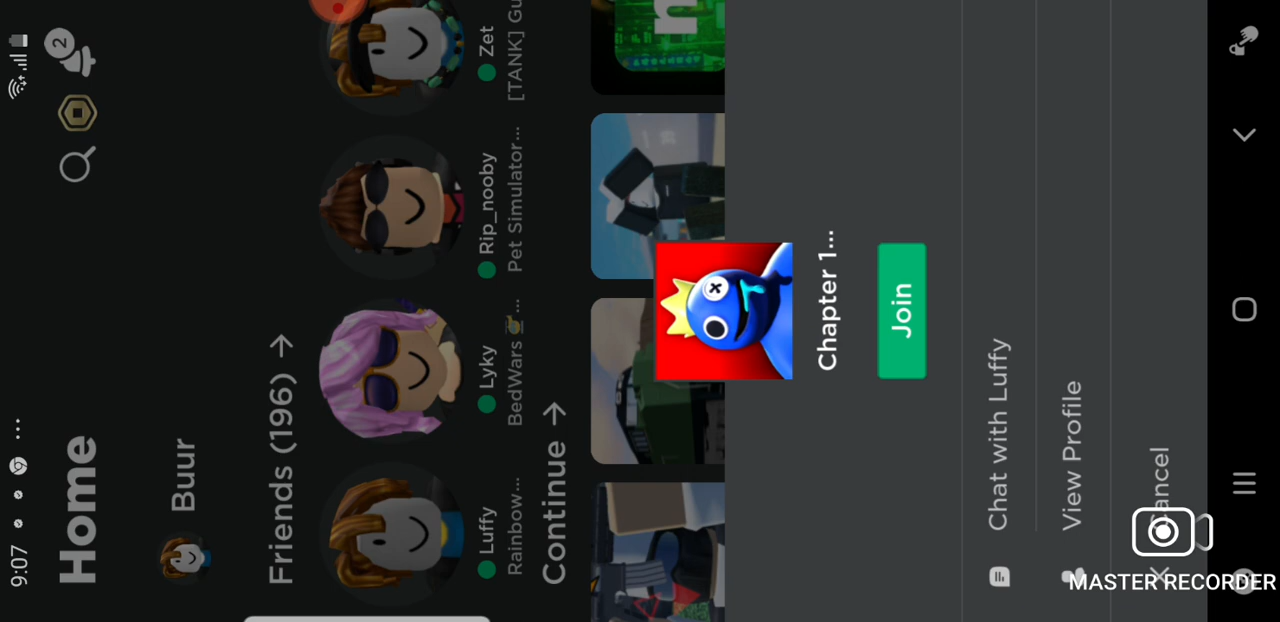 9:07
2
Home
Buur
Friends (196) →
Luffy
Rainbow...
Lyky
BedWars ...
Rip_nooby
Pet Simulator...
Zet
[TANK] Gu
Continue →
n
Chapter 1...
Join
Chat with Luffy
View Profile
Cancel
MASTER RECORDER